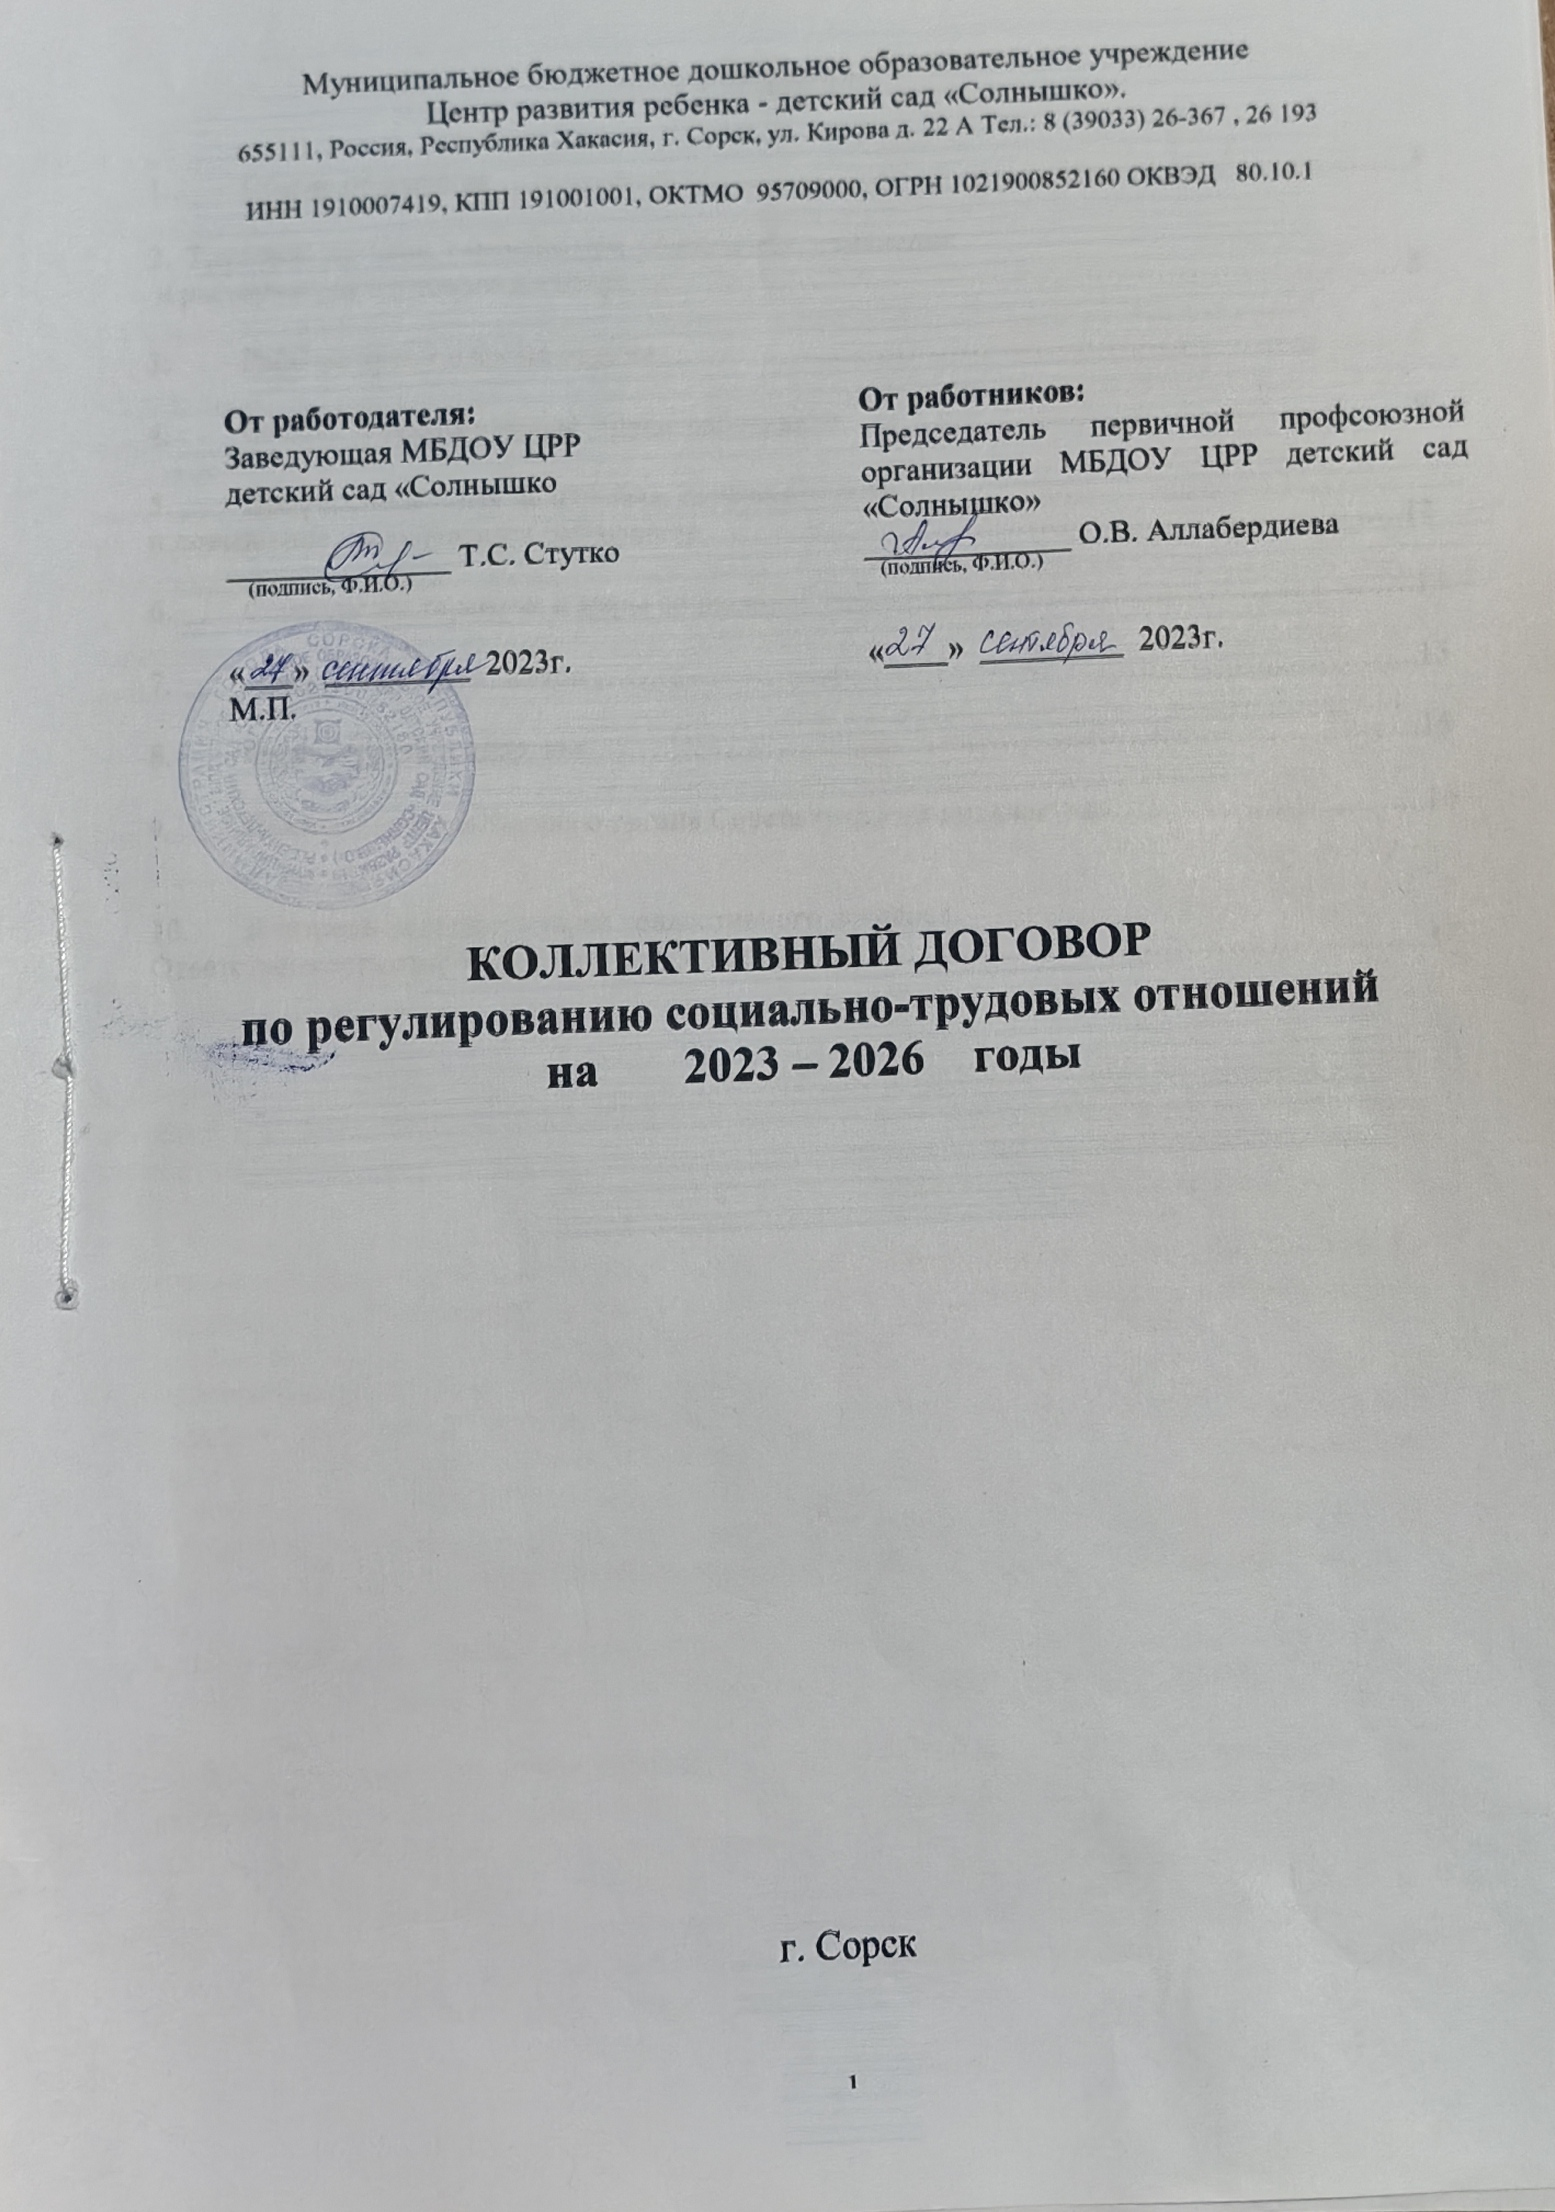 Муниципальное бюджетное дошкольное образовательное учреждение
Центр развития ребенка - детский сад «Солнышко».
655111, Россия, Республика Хакасия, г. Сорск, ул. Кирова д. 22 А Тел.: 8 (39033) 26-367 , 26 193
ИНН 1910007419, КПП 191001001, ОКТМО 95709000, ОГРН 1021900852160 ОКВЭД 80.10.1
От работодателя:
Заведующая МБДОУ ЦРР
детский сад «Солнышко
Т.С. Стутко
(подпись, Ф.И.О.)
«27» сентября 2023г.
М.П.
От работников:
Председатель первичной профсоюзной
организации МБДОУ ЦРР детский сад
«Солнышко»
О.В. Аллабердиева
(подпись, Ф.И.О.)
«27» сентября 2023г.
КОЛЛЕКТИВНЫЙ ДОГОВОР
по регулированию социально-трудовых отношений
на 2023 – 2026 годы
г. Сорск
1